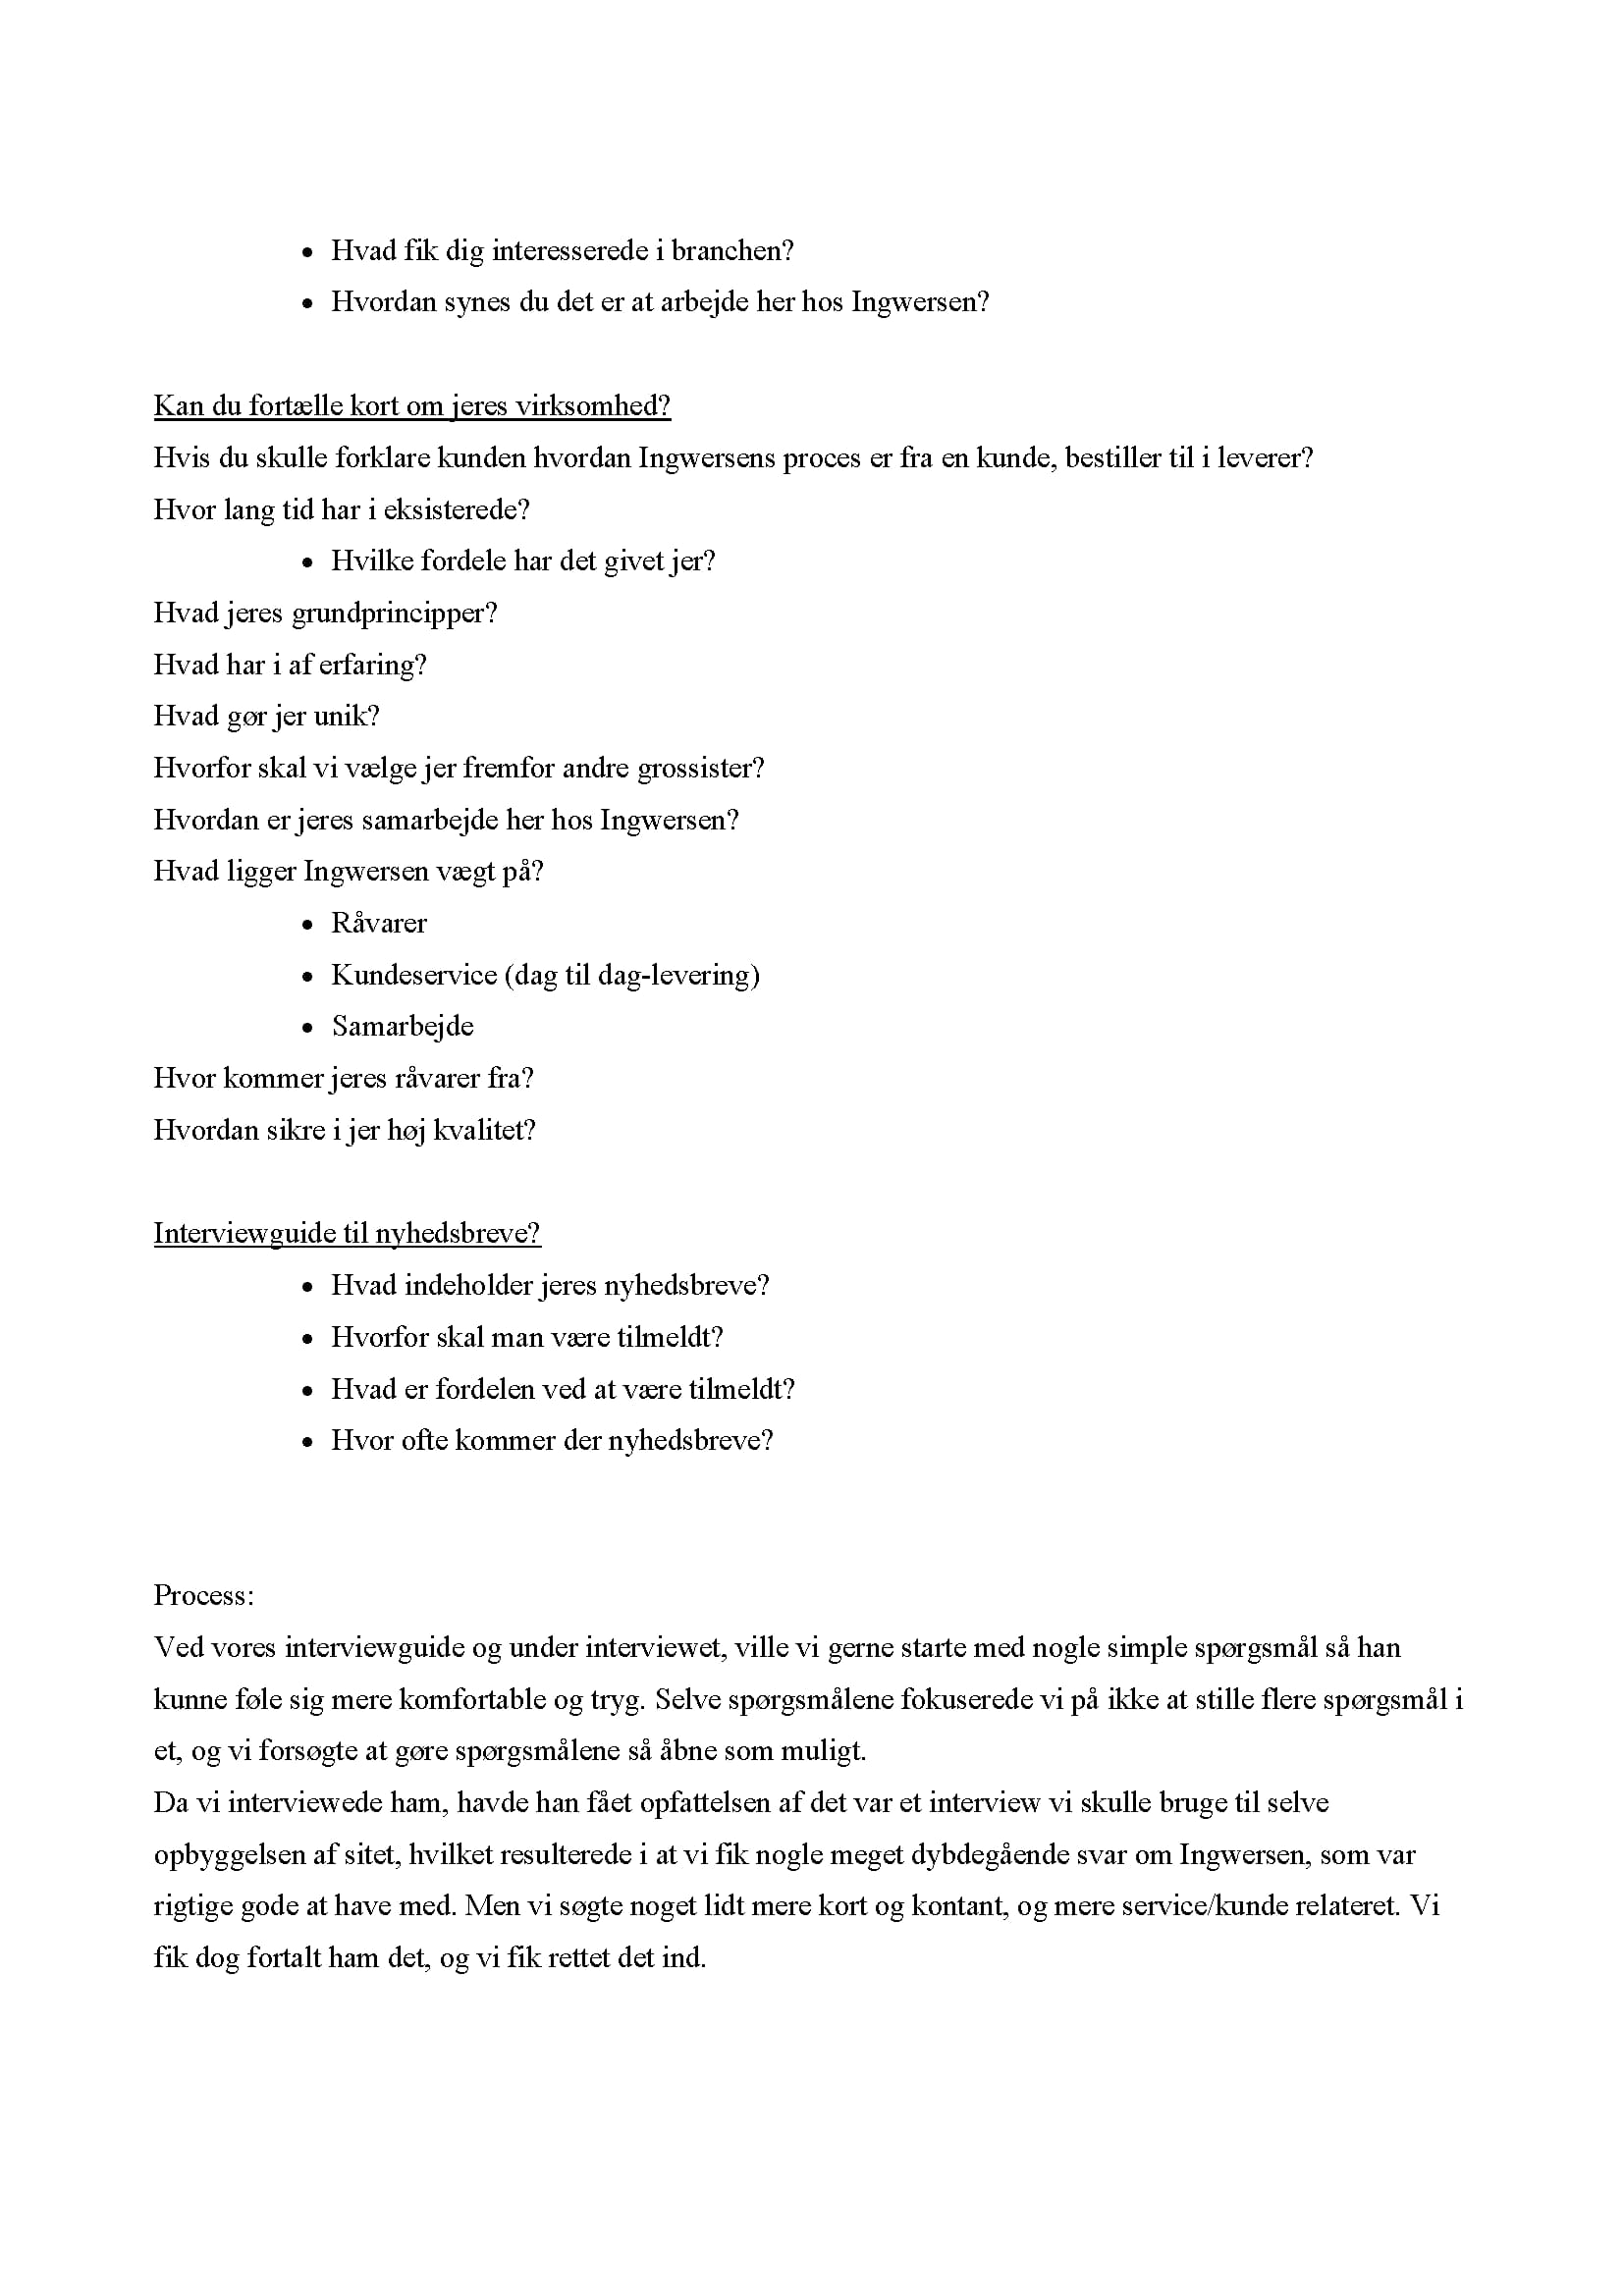 • Hvad fik dig interesserede i branchen?
• Hvordan synes du det er at arbejde her hos Ingwersen?
Kan du fortælle kort om jeres virksomhed?
Hvis du skulle forklare kunden hvordan Ingwersens proces er fra en kunde, bestiller til i leverer?
Hvor lang tid har i eksisterede?
• Hvilke fordele har det givet jer?
Hvad jeres grundprincipper?
Hvad har i af erfaring?
Hvad gør jer unik?
Hvorfor skal vi vælge jer fremfor andre grossister?
Hvordan er jeres samarbejde her hos Ingwersen?
Hvad ligger Ingwersen vægt på?
• Råvarer
• Kundeservice (dag til dag-levering)
• Samarbejde
Hvor kommer jeres råvarer fra?
Hvordan sikre i jer høj kvalitet?
Interviewguide til nyhedsbreve?
• Hvad indeholder jeres nyhedsbreve?
• Hvorfor skal man være tilmeldt?
• Hvad er fordelen ved at være tilmeldt?
• Hvor ofte kommer der nyhedsbreve?
Process:
Ved vores interviewguide og under interviewet, ville vi gerne starte med nogle simple spørgsmål så han
kunne føle sig mere komfortable og tryg. Selve spørgsmålene fokuserede vi på ikke at stille flere spørgsmål i
et, og vi forsøgte at gøre spørgsmålene så åbne som muligt.
Da vi interviewede ham, havde han fået opfattelsen af det var et interview vi skulle bruge til selve
opbyggelsen af sitet, hvilket resulterede i at vi fik nogle meget dybdegående svar om Ingwersen, som var
rigtige gode at have med. Men vi søgte noget lidt mere kort og kontant, og mere service/kunde relateret. Vi
fik dog fortalt ham det, og vi fik rettet det ind.